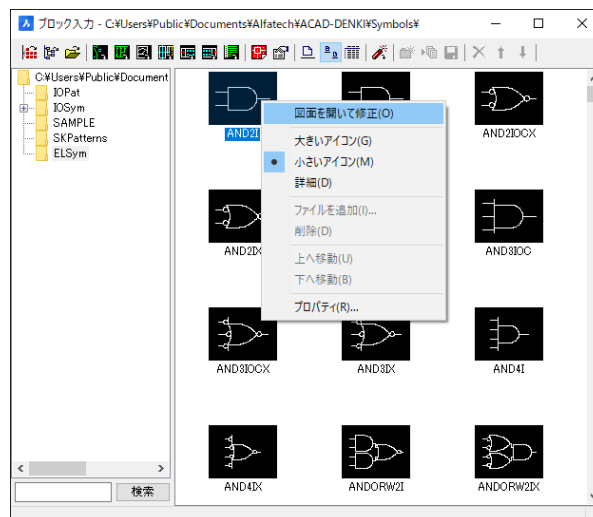 ブロック入力 - C:¥Users¥Public¥Documents¥Alfatech¥ACAD-DENKI¥Symbols¥
C:¥Users¥Public¥Document
IOPat
IOSym
SAMPLE
SKPatterns
ELSym
AND2I
AND2IOCX
図面を開いて修正(O)
大きいアイコン(G)
小さいアイコン(M)
詳細(D)
ファイルを追加(I)...
削除(D)
上へ移動(U)
下へ移動(B)
プロパティ(R)...
AND2IX
AND3IOC
AND3IOCX
AND3IX
AND4I
AND4IX
ANDORW2I
ANDORW2IX
検索